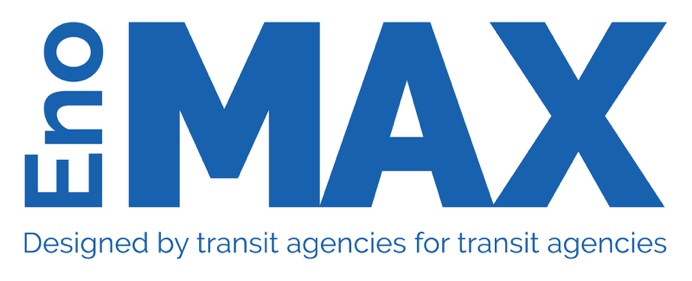 Eno
MAX
Designed by transit agencies for transit agencies